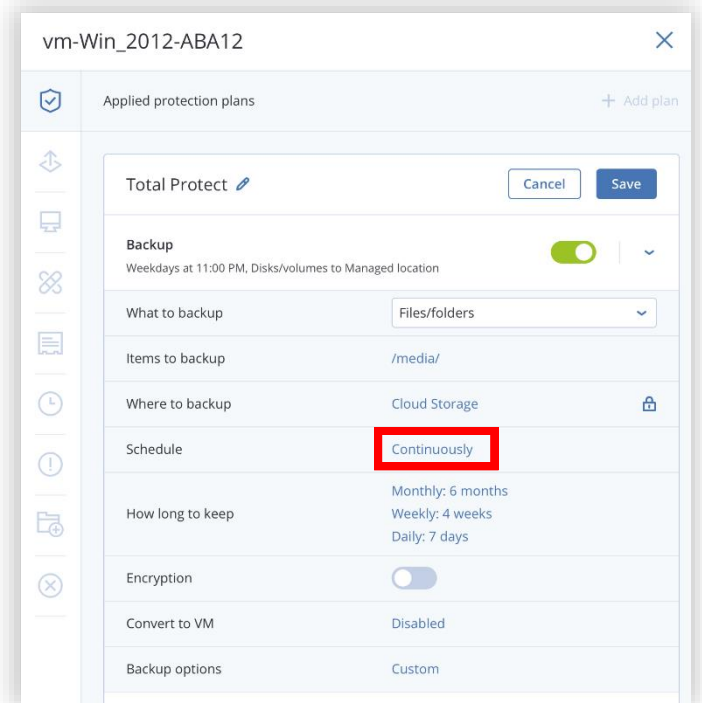 vm-Win_2012-ABA12
Applied protection plans
+ Add plan
Total Protect
Cancel
Save
Backup
Weekdays at 11:00 PM, Disks/volumes to Managed location
What to backup
Files/folders
Items to backup
/media/
Where to backup
Cloud Storage
Schedule
Continuously
How long to keep
Monthly: 6 months
Weekly: 4 weeks
Daily: 7 days
Encryption
Convert to VM
Disabled
Backup options
Custom